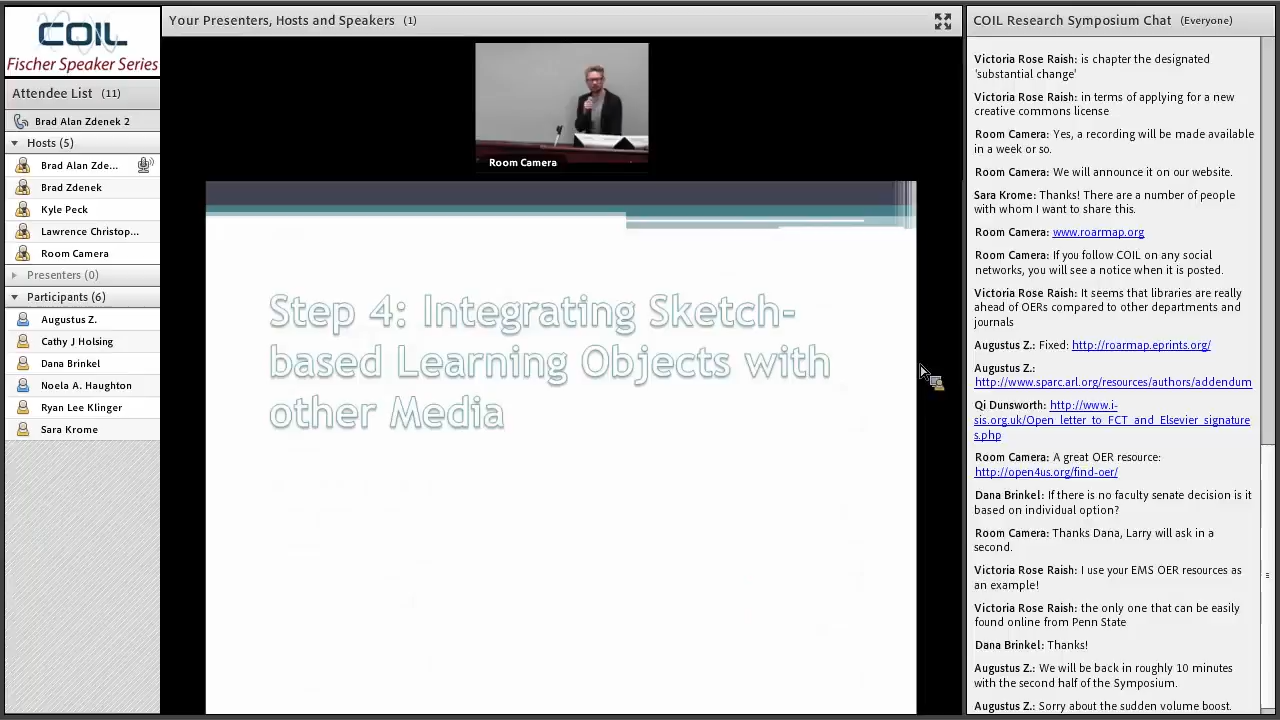 COIL
Fischer Speaker Series
Attendee List (11)
Brad Alan Zdenek 2
Hosts (5)
Brad Alan Zde...
Brad Zdenek
Kyle Peck
Lawrence Christop...
Room Camera
Presenters (0)
Participants (6)
Augustus Z.
Cathy J Holsing
Dana Brinkel
Noela A. Haughton
Ryan Lee Klinger
Sara Krome
Your Presenters, Hosts and Speakers (1)
Room Camera
Step 4: Integrating Sketch-
based Learning Objects with
other Media
COIL Research Symposium Chat (Everyone)
Victoria Rose Raish: is chapter the designated
'substantial change'
Victoria Rose Raish: in terms of applying for a new
creative commons license
Room Camera: Yes, a recording will be made available
in a week or so.
Room Camera: We will announce it on our website.
Sara Krome: Thanks! There are a number of people
with whom I want to share this.
Room Camera: www.roarmap.org
Room Camera: If you follow COIL on any social
networks, you will see a notice when it is posted.
Victoria Rose Raish: It seems that libraries are really
ahead of OERs compared to other departments and
journals
Augustus Z.: Fixed: http://roarmap.eprints.org/
Augustus Z.:
http://www.sparc.arl.org/resources/authors/addendum
Qi Dunsworth: http://www.i-
sis.org.uk/Open_letter_to_FCT_and_Elsevier_signature
s.php
Room Camera: A great OER resource:
http://open4us.org/find-oer/
Dana Brinkel: If there is no faculty senate decision is it
based on individual option?
Room Camera: Thanks Dana, Larry will ask in a
second.
Victoria Rose Raish: I use your EMS OER resources as
an example!
Victoria Rose Raish: the only one that can be easily
found online from Penn State
Dana Brinkel: Thanks!
Augustus Z.: We will be back in roughly 10 minutes
with the second half of the Symposium.
Augustus Z.: Sorry about the sudden volume boost.